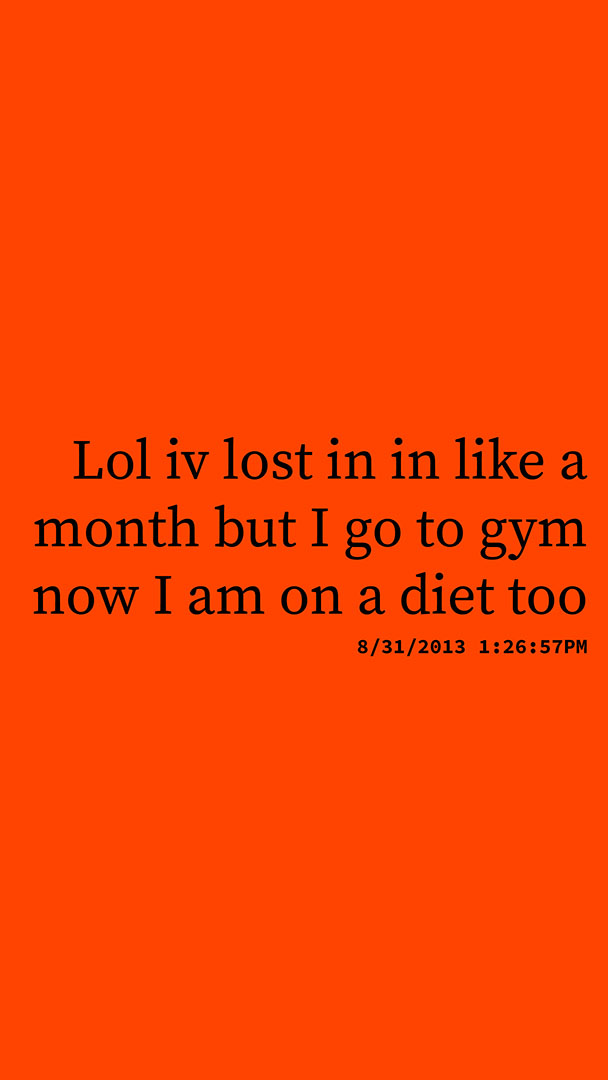 Lol iv lost in in like a
month but I go to gym
now I am on a diet too
8/31/2013 1:26:57PM